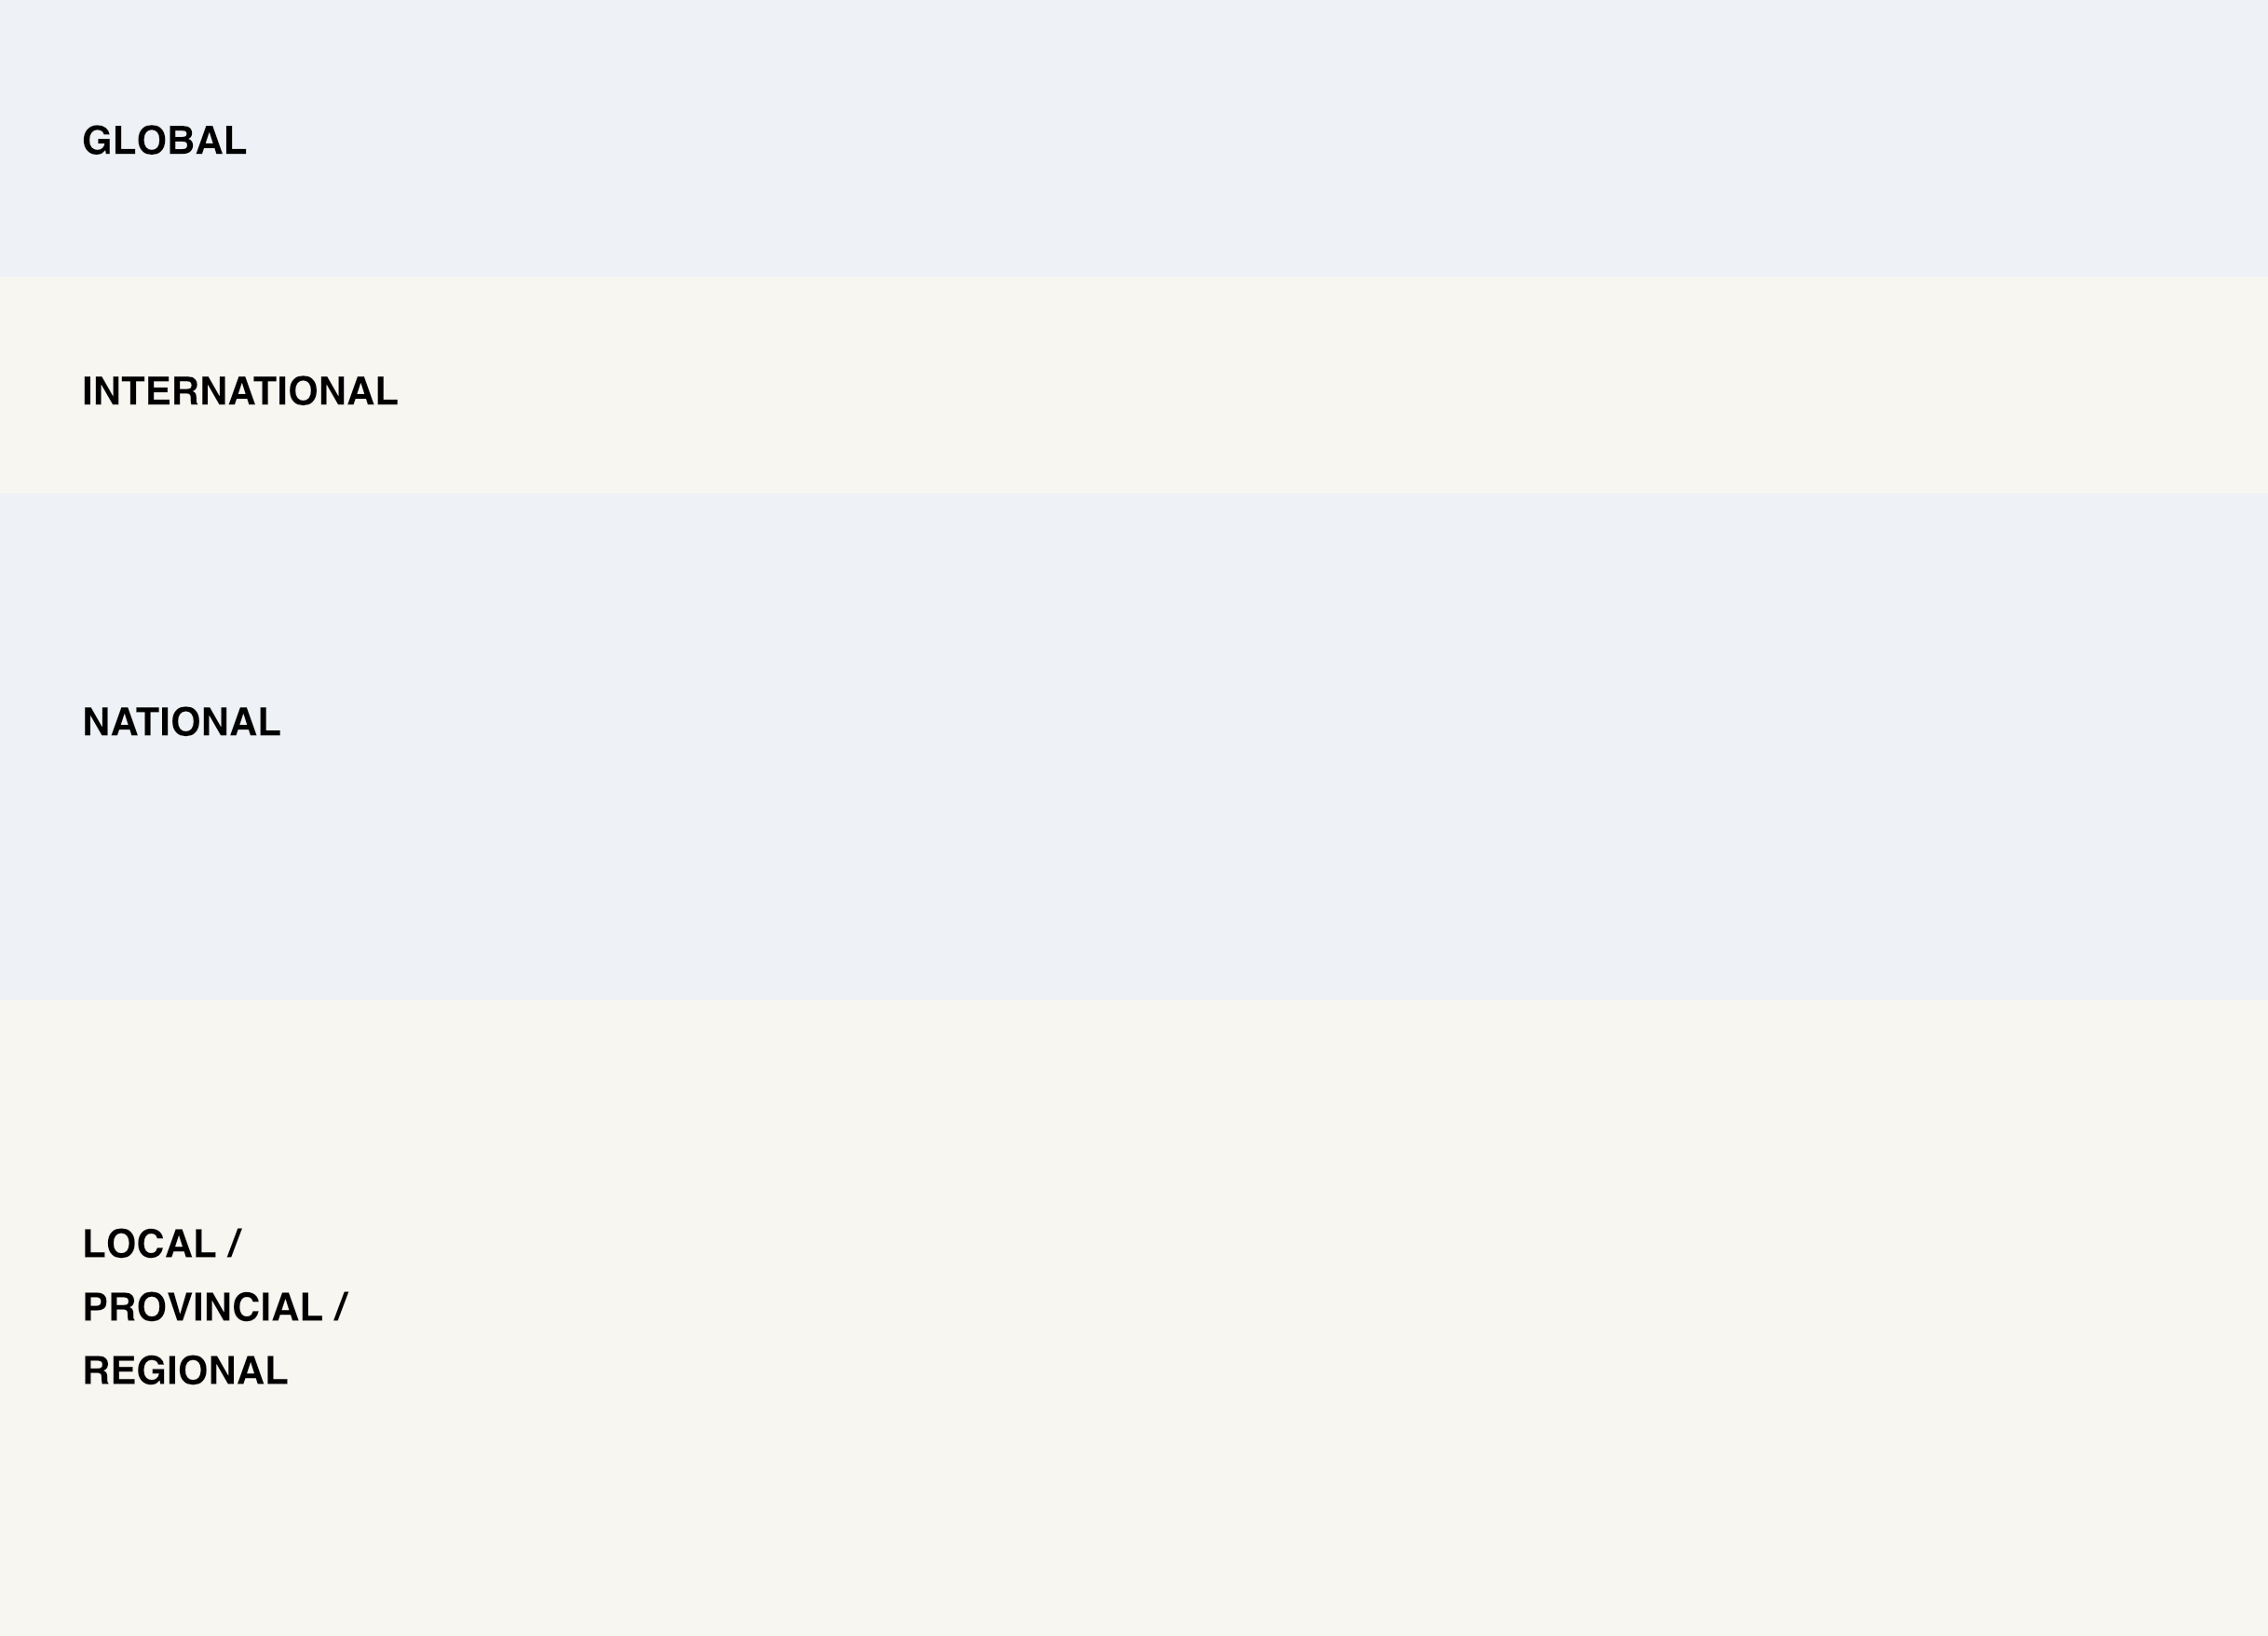 GLOBAL
INTERNATIONAL
NATIONAL
LOCAL /
PROVINCIAL /
REGIONAL